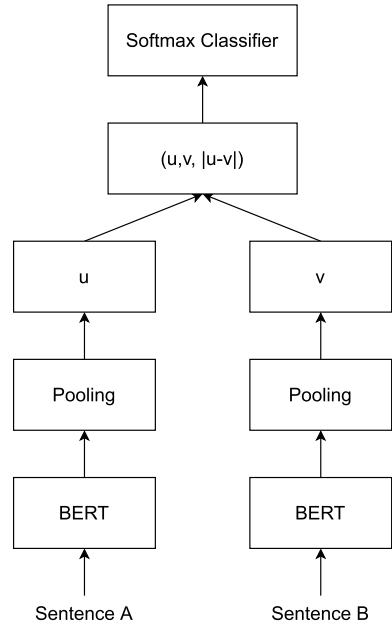 Softmax Classifier
(u,v, |u-v|)
u
v
Pooling
Pooling
BERT
BERT
Sentence A
Sentence B